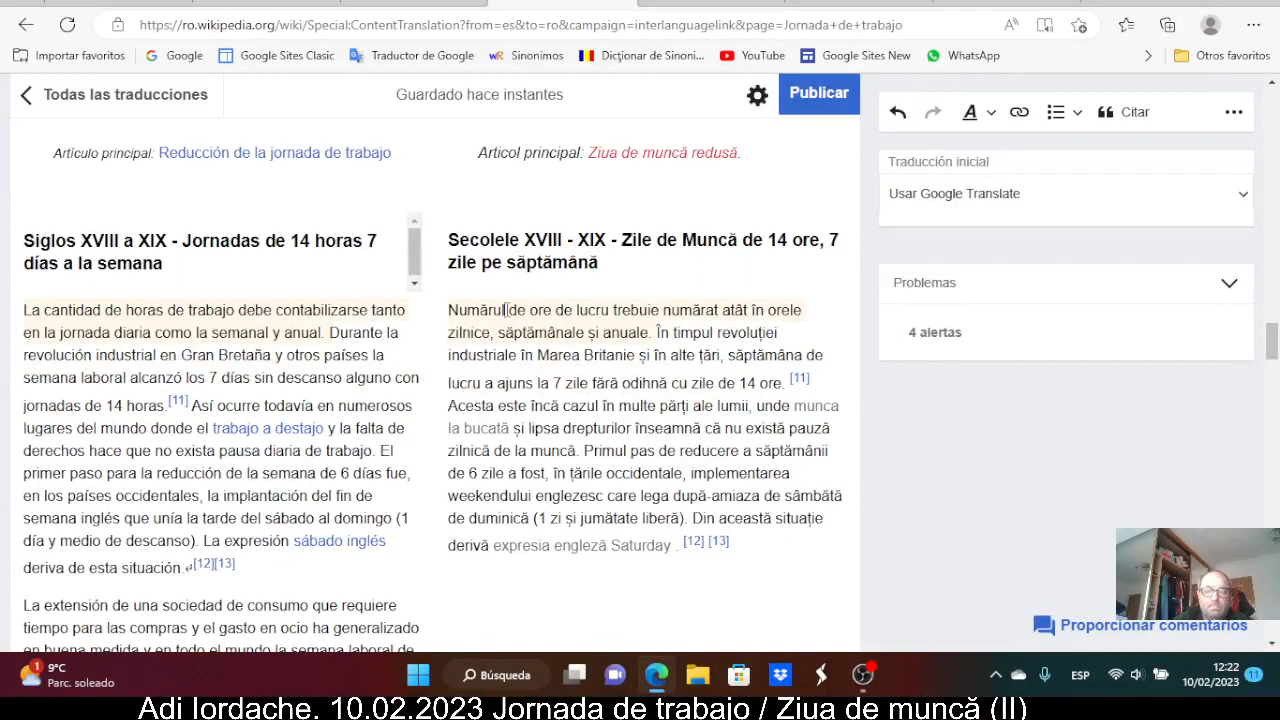 https://ro.wikipedia.org/wiki/Special:ContentTranslation?from=es&to=ro&campaign=interlanguagelink&page=Jornada+de+trabajo
Importar favoritos
Google
Google Sites Clasic
Traductor de Google
Sinonimos
Dicționar de Sinoni...
YouTube
Google Sites New
WhatsApp
Otros favoritos
Todas las traducciones
Guardado hace instantes
Publicar
Citar
Artículo principal: Reducción de la jornada de trabajo
Articol principal: Ziua de muncă redusă.
Traducción inicial
Usar Google Translate
Problemas
4 alertas
Siglos XVIII a XIX - Jornadas de 14 horas 7
días a la semana
La cantidad de horas de trabajo debe contabilizarse tanto
en la jornada diaria como la semanal y anual. Durante la
revolución industrial en Gran Bretaña y otros países la
semana laboral alcanzó los 7 días sin descanso alguno con
jornadas de 14 horas.[11] Así ocurre todavía en numerosos
lugares del mundo donde el trabajo a destajo y la falta de
derechos hace que no exista pausa diaria de trabajo. El
primer paso para la reducción de la semana de 6 días fue,
en los países occidentales, la implantación del fin de
semana inglés que unía la tarde del sábado al domingo (1
día y medio de descanso). La expresión sábado inglés
deriva de esta situación.↲[12][13]
La extensión de una sociedad de consumo que requiere
tiempo para las compras y el gasto en ocio ha generalizado
en buena medida y en todo el mundo la semana laboral de
Secolele XVIII - XIX - Zile de Muncă de 14 ore, 7
zile pe săptămână
Numărul de ore de lucru trebuie numărat atât în orele
zilnice, săptămânale și anuale. În timpul revoluției
industriale în Marea Britanie și în alte țări, săptămâna de
lucru a ajuns la 7 zile fără odihnă cu zile de 14 ore. [11]
Acesta este încă cazul în multe părți ale lumii, unde munca
la bucată și lipsa drepturilor înseamnă că nu există pauză
zilnică de la muncă. Primul pas de reducere a săptămânii
de 6 zile a fost, în țările occidentale, implementarea
weekendului englezesc care lega după-amiaza de sâmbătă
de duminică (1 zi și jumătate liberă). Din această situație
derivă expresia engleză Saturday . [12] [13]
Proporcionar comentarios
1
9°C
Parc. soleado
Búsqueda
ESP
12:22
10/02/2023
11
Adi Iordache. 10.02.2023 Jornada de trabajo / Ziua de muncă (II)